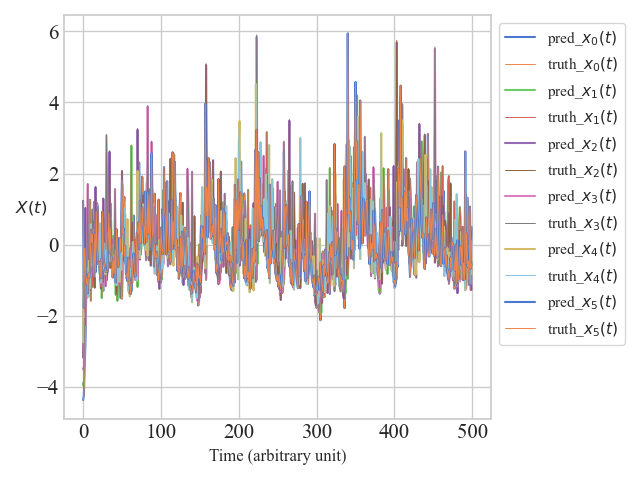 6
4
2
0
−2
−4
X(t)
0
100
200
300
400
500
Time (arbitrary unit)
pred_x₀(t)
truth_x₀(t)
pred_x₁(t)
truth_x₁(t)
pred_x₂(t)
truth_x₂(t)
pred_x₃(t)
truth_x₃(t)
pred_x₄(t)
truth_x₄(t)
pred_x₅(t)
truth_x₅(t)